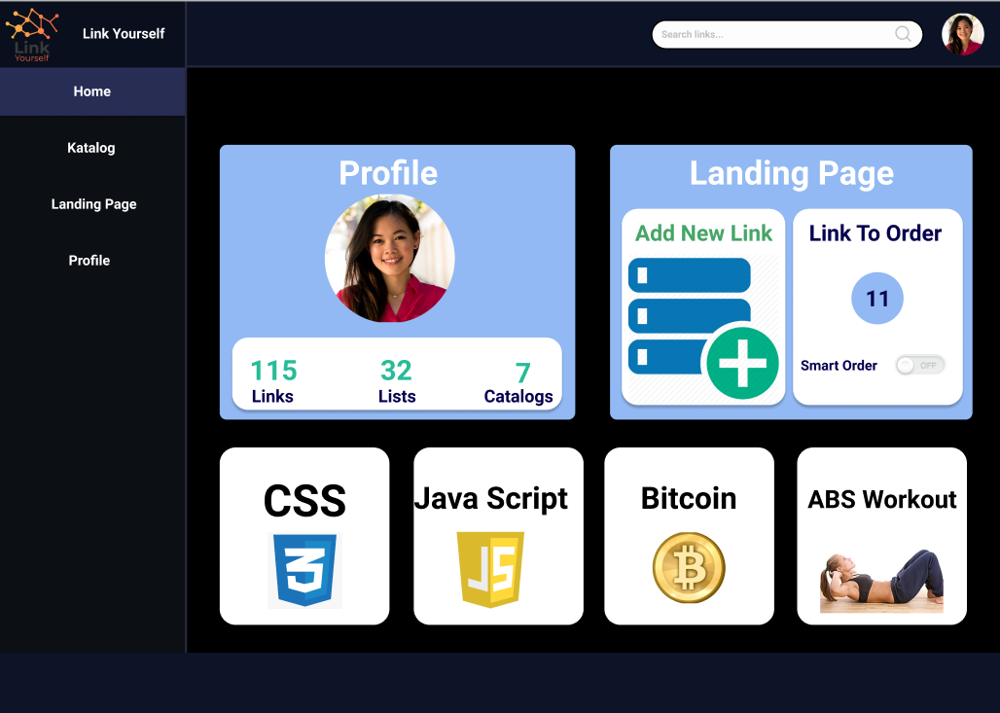 Link
Yourself
Link Yourself
Search links...
Home
Katalog
Landing Page
Profile
Profile
115
Links
32
Lists
7
Catalogs
Landing Page
Add New Link
Link To Order
11
Smart Order
OFF
CSS
3
Java Script
JS
Bitcoin
B
ABS Workout